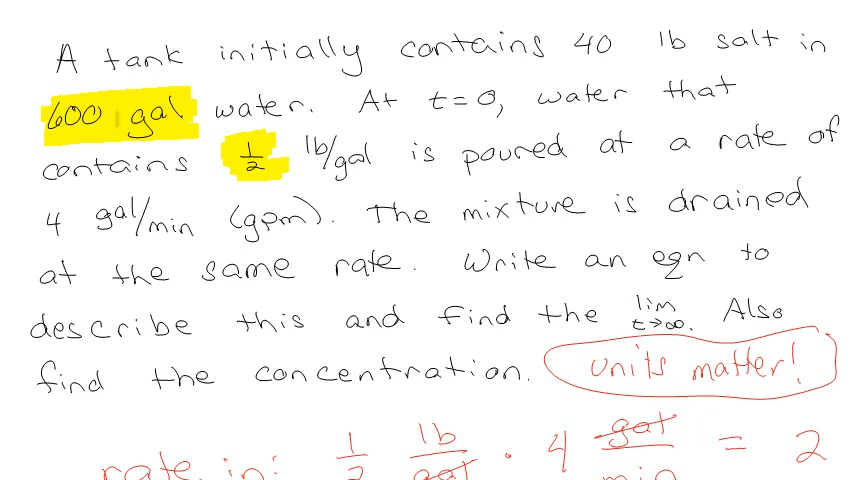 A tank initially contains 40 lb salt in
600 gal water. At t=0, water that
contains 1/2 lb/gal is poured at a rate of
4 gal/min (gpm). The mixture is drained
at the same rate. Write an eqn to
describe this and find the lim t→∞. Also
find the concentration. units matter!
rate in: 1/2 lb/gal · 4 gal/min = 2